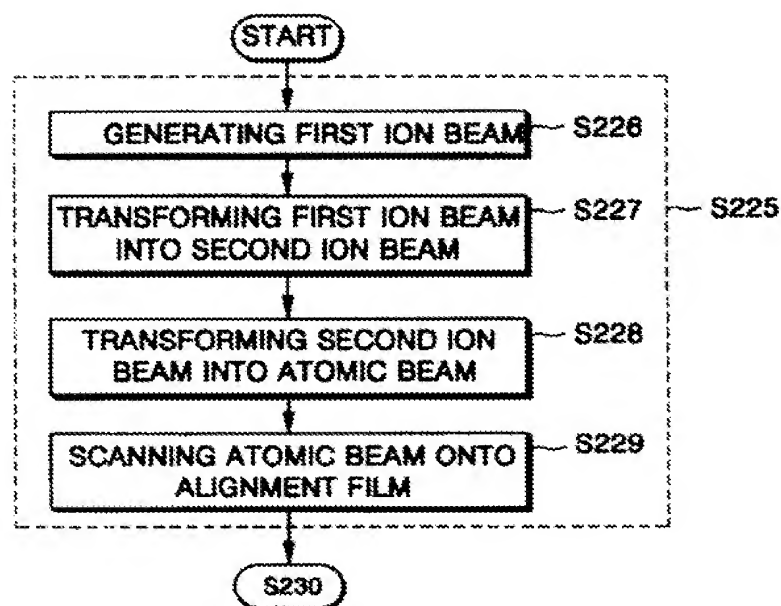 START
GENERATING FIRST ION BEAM
S226
TRANSFORMING FIRST ION BEAM
INTO SECOND ION BEAM
S227
S225
TRANSFORMING SECOND ION
BEAM INTO ATOMIC BEAM
S228
SCANNING ATOMIC BEAM ONTO
ALIGNMENT FILM
S229
S230